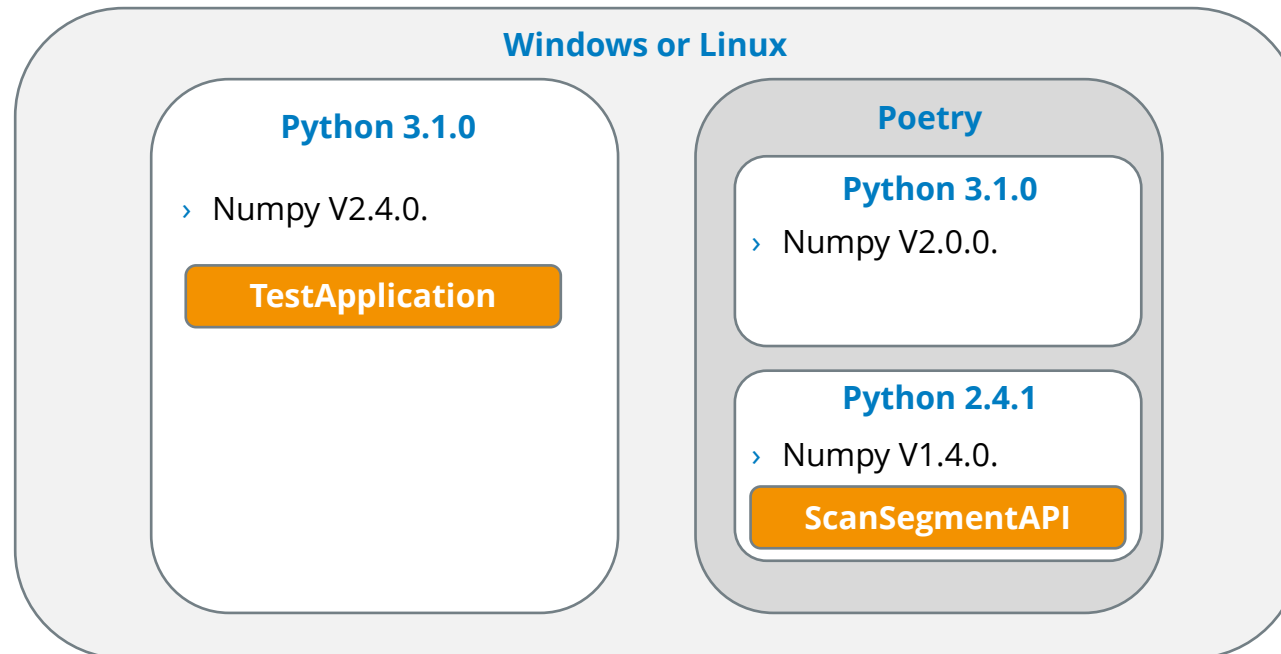 Windows or Linux
Python 3.1.0
› Numpy V2.4.0.
TestApplication
Poetry
Python 3.1.0
› Numpy V2.0.0.
Python 2.4.1
› Numpy V1.4.0.
ScanSegmentAPI